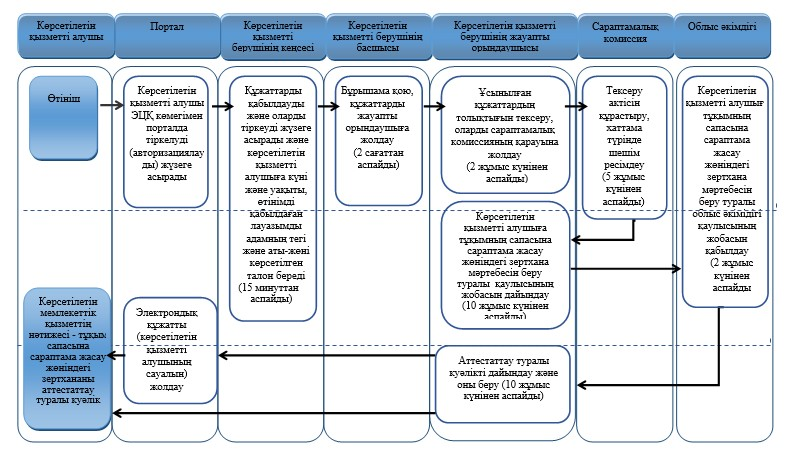 Көрсетілетін
қызметті алушы
Портал
Көрсетілетін
қызметті
берушінің кеңсесі
Көрсетілетін
қызметті берушінің
басшысы
Көрсетілетін қызметті
берушінің жауапты
орындаушысы
Сараптамалық
комиссия
Облыс әкімдігі
Өтініш
Көрсетілетін
қызметті алушы
ЭЦҚ көмегімен
порталда
тіркелуді
(авторизациялау
ды) жүзеге
асырады
Құжаттарды
қабылдауды
және оларды
тіркеуді жүзеге
асырады және
көрсетілетін
қызметті
алушыға күні
және уақыты,
өтінімді
қабылдаған
лауазымды
адамның тегі
және аты-жөні
көрсетілген
талон береді
(15 минуттан
аспайды)
Бұрышама қою,
құжаттарды
жауапты
орындаушыға
жолдау
(2 сағаттан
аспайды)
Ұсынылған
құжаттардың
толықтығын тексеру,
оларды сараптамалық
комиссияның қарауына
жолдау
(2 жұмыс күнінен
аспайды)
Тексеру
актісін
құрастыру,
хаттама
түрінде
шешім
ресімдеу
(5 жұмыс
күнінен
аспайды)
Көрсетілетін
қызметті алушыға
тұқымның
сапасына
сараптама
жасау
жөніндегі
зертхана
мәртебесін
беру туралы
облыс әкімдігі
қаулысының
жобасын
қабылдау
(2 жұмыс
күнінен
аспайды
Көрсетілетін
қызметті алушыға
тұқымның сапасына
сараптама жасау
жөніндегі зертхана
мәртебесін беру
туралы қаулысының
жобасын дайындау
(10 жұмыс күнінен
аспайды)
Көрсетілетін
мемлекеттік
қызметтің
нәтижесі - тұқым
сапасына
сараптама жасау
жөніндегі
зертхананы
аттестаттау
туралы куәлік
Электрондық
құжатты
(көрсетілетін
қызметті
алушының
сауалын)
жолдау
Аттестаттау туралы
куәлікті дайындау және
оны беру (10 жұмыс
күнінен аспайды)